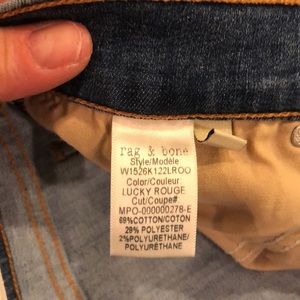 rag & bone
Style/Modèle
W1526K122LROO
Color/Couleur
LUCKY ROUGE
Cut/Coupe#
MPO-000000278-E
69%COTTON/COTON
29% POLYESTER
2%POLYURETHANE/
POLYURÉTHANE